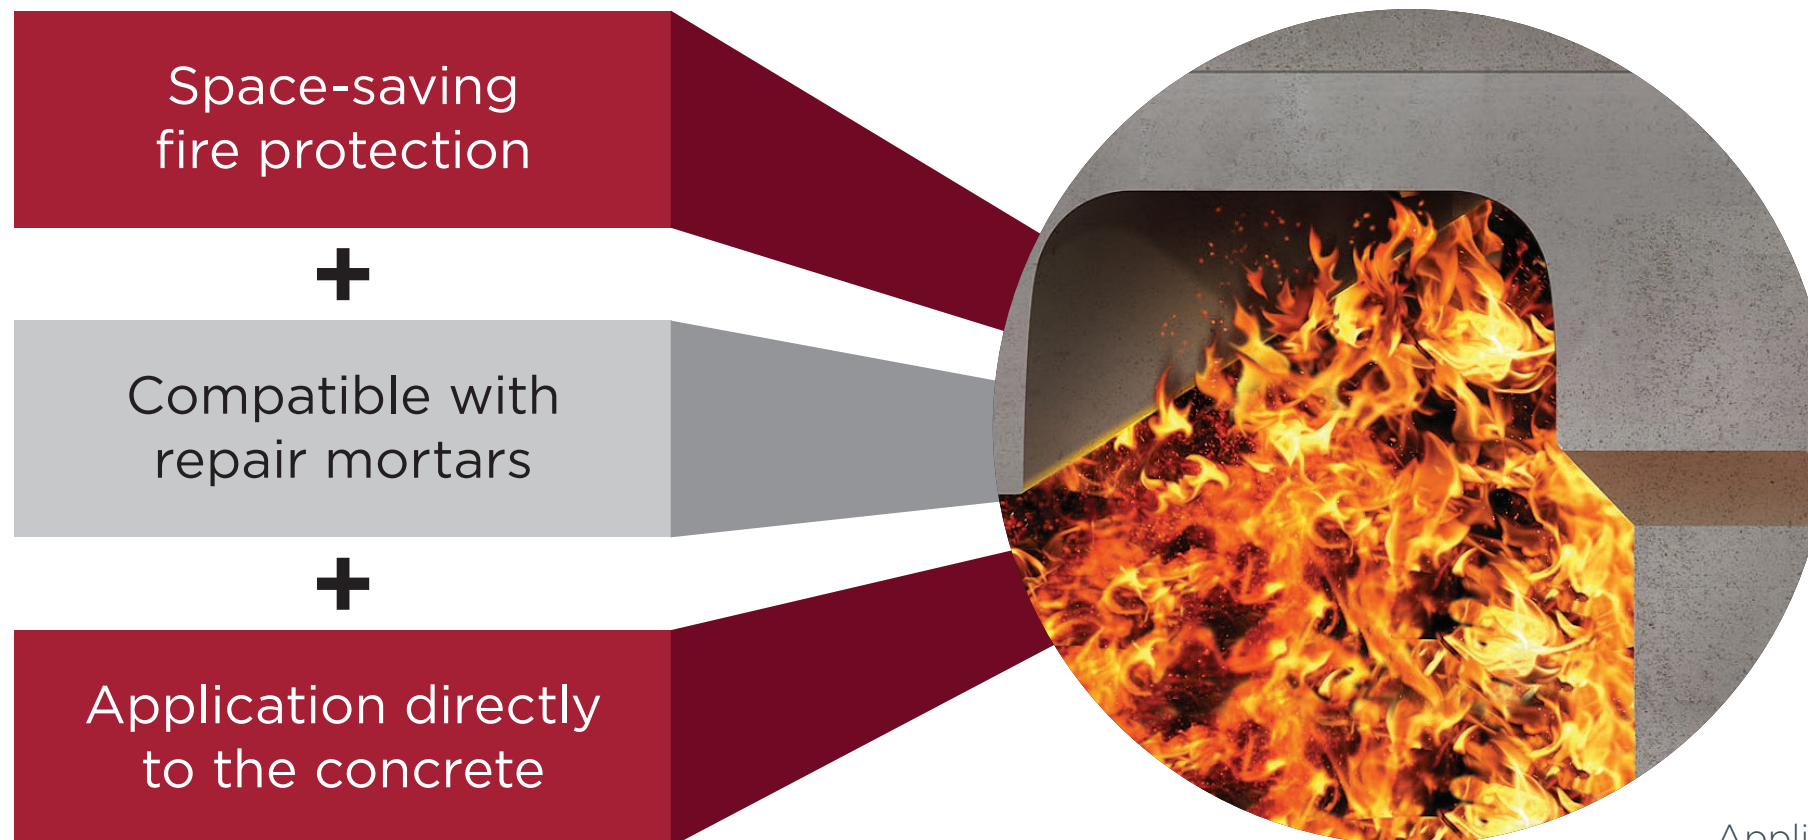 Space-saving
fire protection
+
Compatible with
repair mortars
+
Application directly
to the concrete